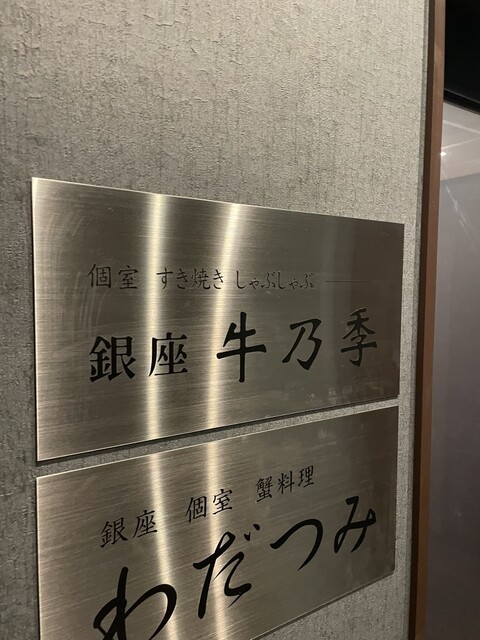 個室 すき焼き しゃぶしゃぶ
銀座 牛乃季
銀座 個室 蟹料理
わだつみ